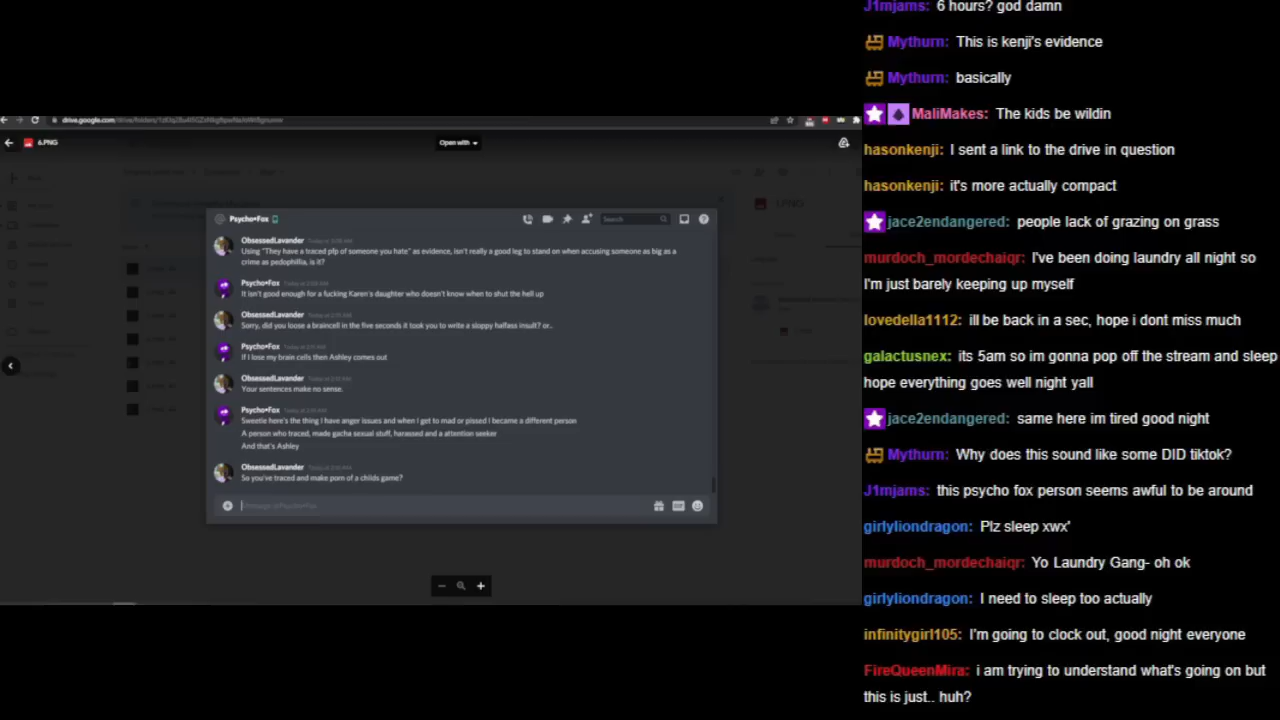 J1mjams: 6 hours? god damn
Mythurn: This is kenji's evidence
Mythurn: basically
MaliMakes: The kids be wildin
hasonkenji: I sent a link to the drive in question
hasonkenji: it's more actually compact
jace2endangered: people lack of grazing on grass
murdoch_mordechaiqr: I've been doing laundry all night so
I'm just barely keeping up myself
lovedella1112: ill be back in a sec, hope i dont miss much
galactusnex: its 5am so im gonna pop off the stream and sleep
hope everything goes well night yall
jace2endangered: same here im tired good night
Mythurn: Why does this sound like some DID tiktok?
J1mjams: this psycho fox person seems awful to be around
girlyliondragon: Plz sleep xwx'
murdoch_mordechaiqr: Yo Laundry Gang- oh ok
girlyliondragon: I need to sleep too actually
infinitygirl105: I'm going to clock out, good night everyone
FireQueenMira: i am trying to understand what's going on but
this is just.. huh?
6.PNG
Open with
Psycho•Fox
Search
ObsessedLavander
Using "They have a traced pfp of someone you hate" as evidence, isn't really a good leg to stand on when accusing someone as big as a
crime as pedophillia, is it?
Psycho•Fox
It isn't good enough for a fucking Karen's daughter who doesn't know when to shut the hell up
ObsessedLavander
Sorry, did you loose a braincell in the five seconds it took you to write a sloppy halfass insult? or..
Psycho•Fox
If I lose my brain cells then Ashley comes out
ObsessedLavander
Your sentences make no sense.
Psycho•Fox
Sweetie here's the thing I have anger issues and when I get to mad or pissed I became a different person
A person who traced, made gacha sexual stuff, harassed and a attention seeker
And that's Ashley
ObsessedLavander
So you've traced and make porn of a childs game?
Message @Psycho•Fox